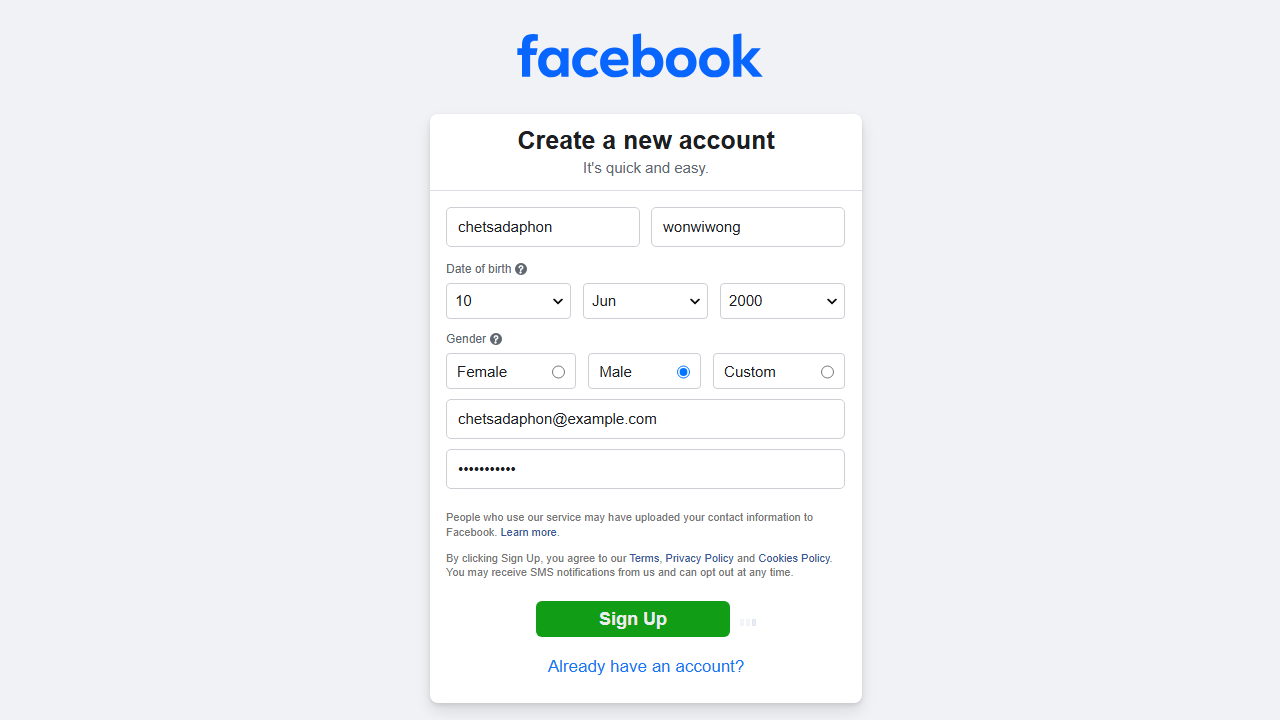 facebook
Create a new account
It's quick and easy.
chetsadaphon wonwiwong
Date of birth ?
10 Jun 2000
Gender ?
Female Male Custom
chetsadaphon@example.com
•••••••••••
People who use our service may have uploaded your contact information to
Facebook. Learn more.
By clicking Sign Up, you agree to our Terms, Privacy Policy and Cookies Policy.
You may receive SMS notifications from us and can opt out at any time.
Sign Up
Already have an account?